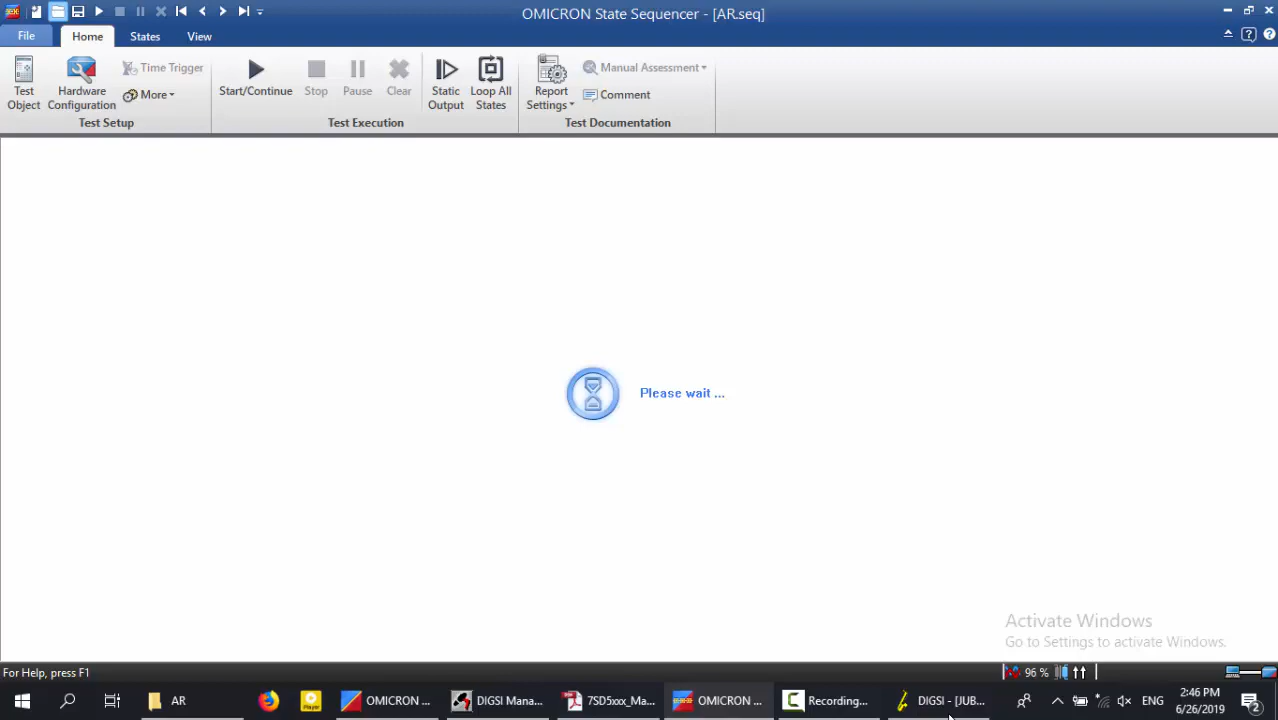 OMICRON State Sequencer - [AR.seq]
File
Home
States
View
Test
Object
Hardware
Configuration
Time Trigger
More
Start/Continue
Stop
Pause
Clear
Static
Output
Loop All
States
Report
Settings
Manual Assessment
Comment
Test Setup
Test Execution
Test Documentation
Please wait ...
Activate Windows
Go to Settings to activate Windows.
For Help, press F1
96 %
AR
Player
OMICRON ...
DIGSI Mana...
7SD5xxx_Ma...
OMICRON ...
Recording...
DIGSI - [JUB...
ENG
2:46 PM
6/26/2019
2